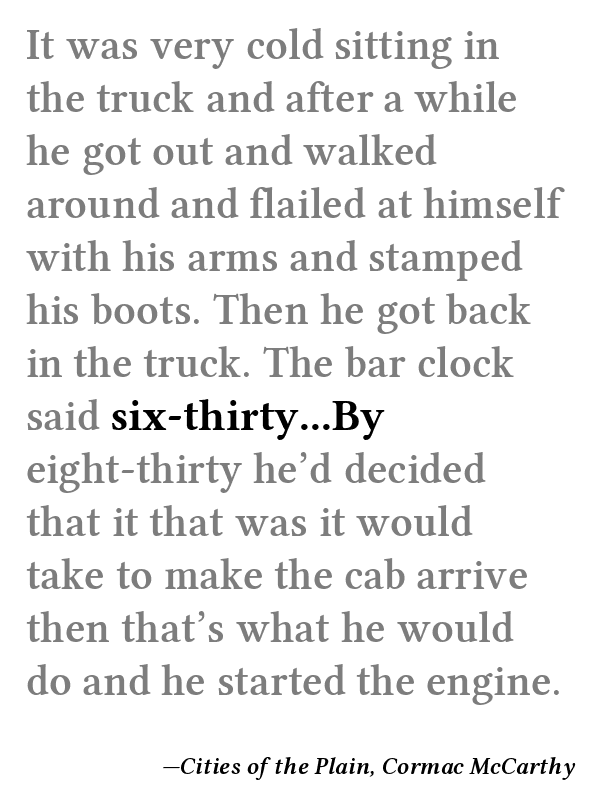 It was very cold sitting in
the truck and after a while
he got out and walked
around and flailed at himself
with his arms and stamped
his boots. Then he got back
in the truck. The bar clock
said six-thirty...By
eight-thirty he’d decided
that it that was it would
take to make the cab arrive
then that’s what he would
do and he started the engine.
—Cities of the Plain, Cormac McCarthy